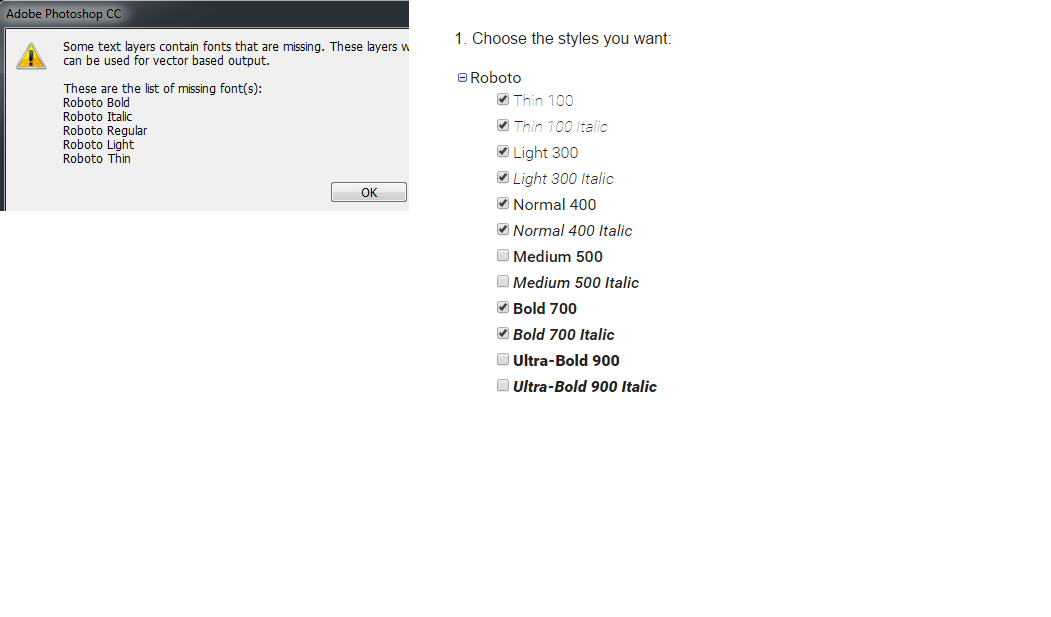 Adobe Photoshop CC
Some text layers contain fonts that are missing. These layers w
can be used for vector based output.
These are the list of missing font(s):
Roboto Bold
Roboto Italic
Roboto Regular
Roboto Light
Roboto Thin
OK
1. Choose the styles you want:
Roboto
Thin 100
Thin 100 Italic
Light 300
Light 300 Italic
Normal 400
Normal 400 Italic
Medium 500
Medium 500 Italic
Bold 700
Bold 700 Italic
Ultra-Bold 900
Ultra-Bold 900 Italic